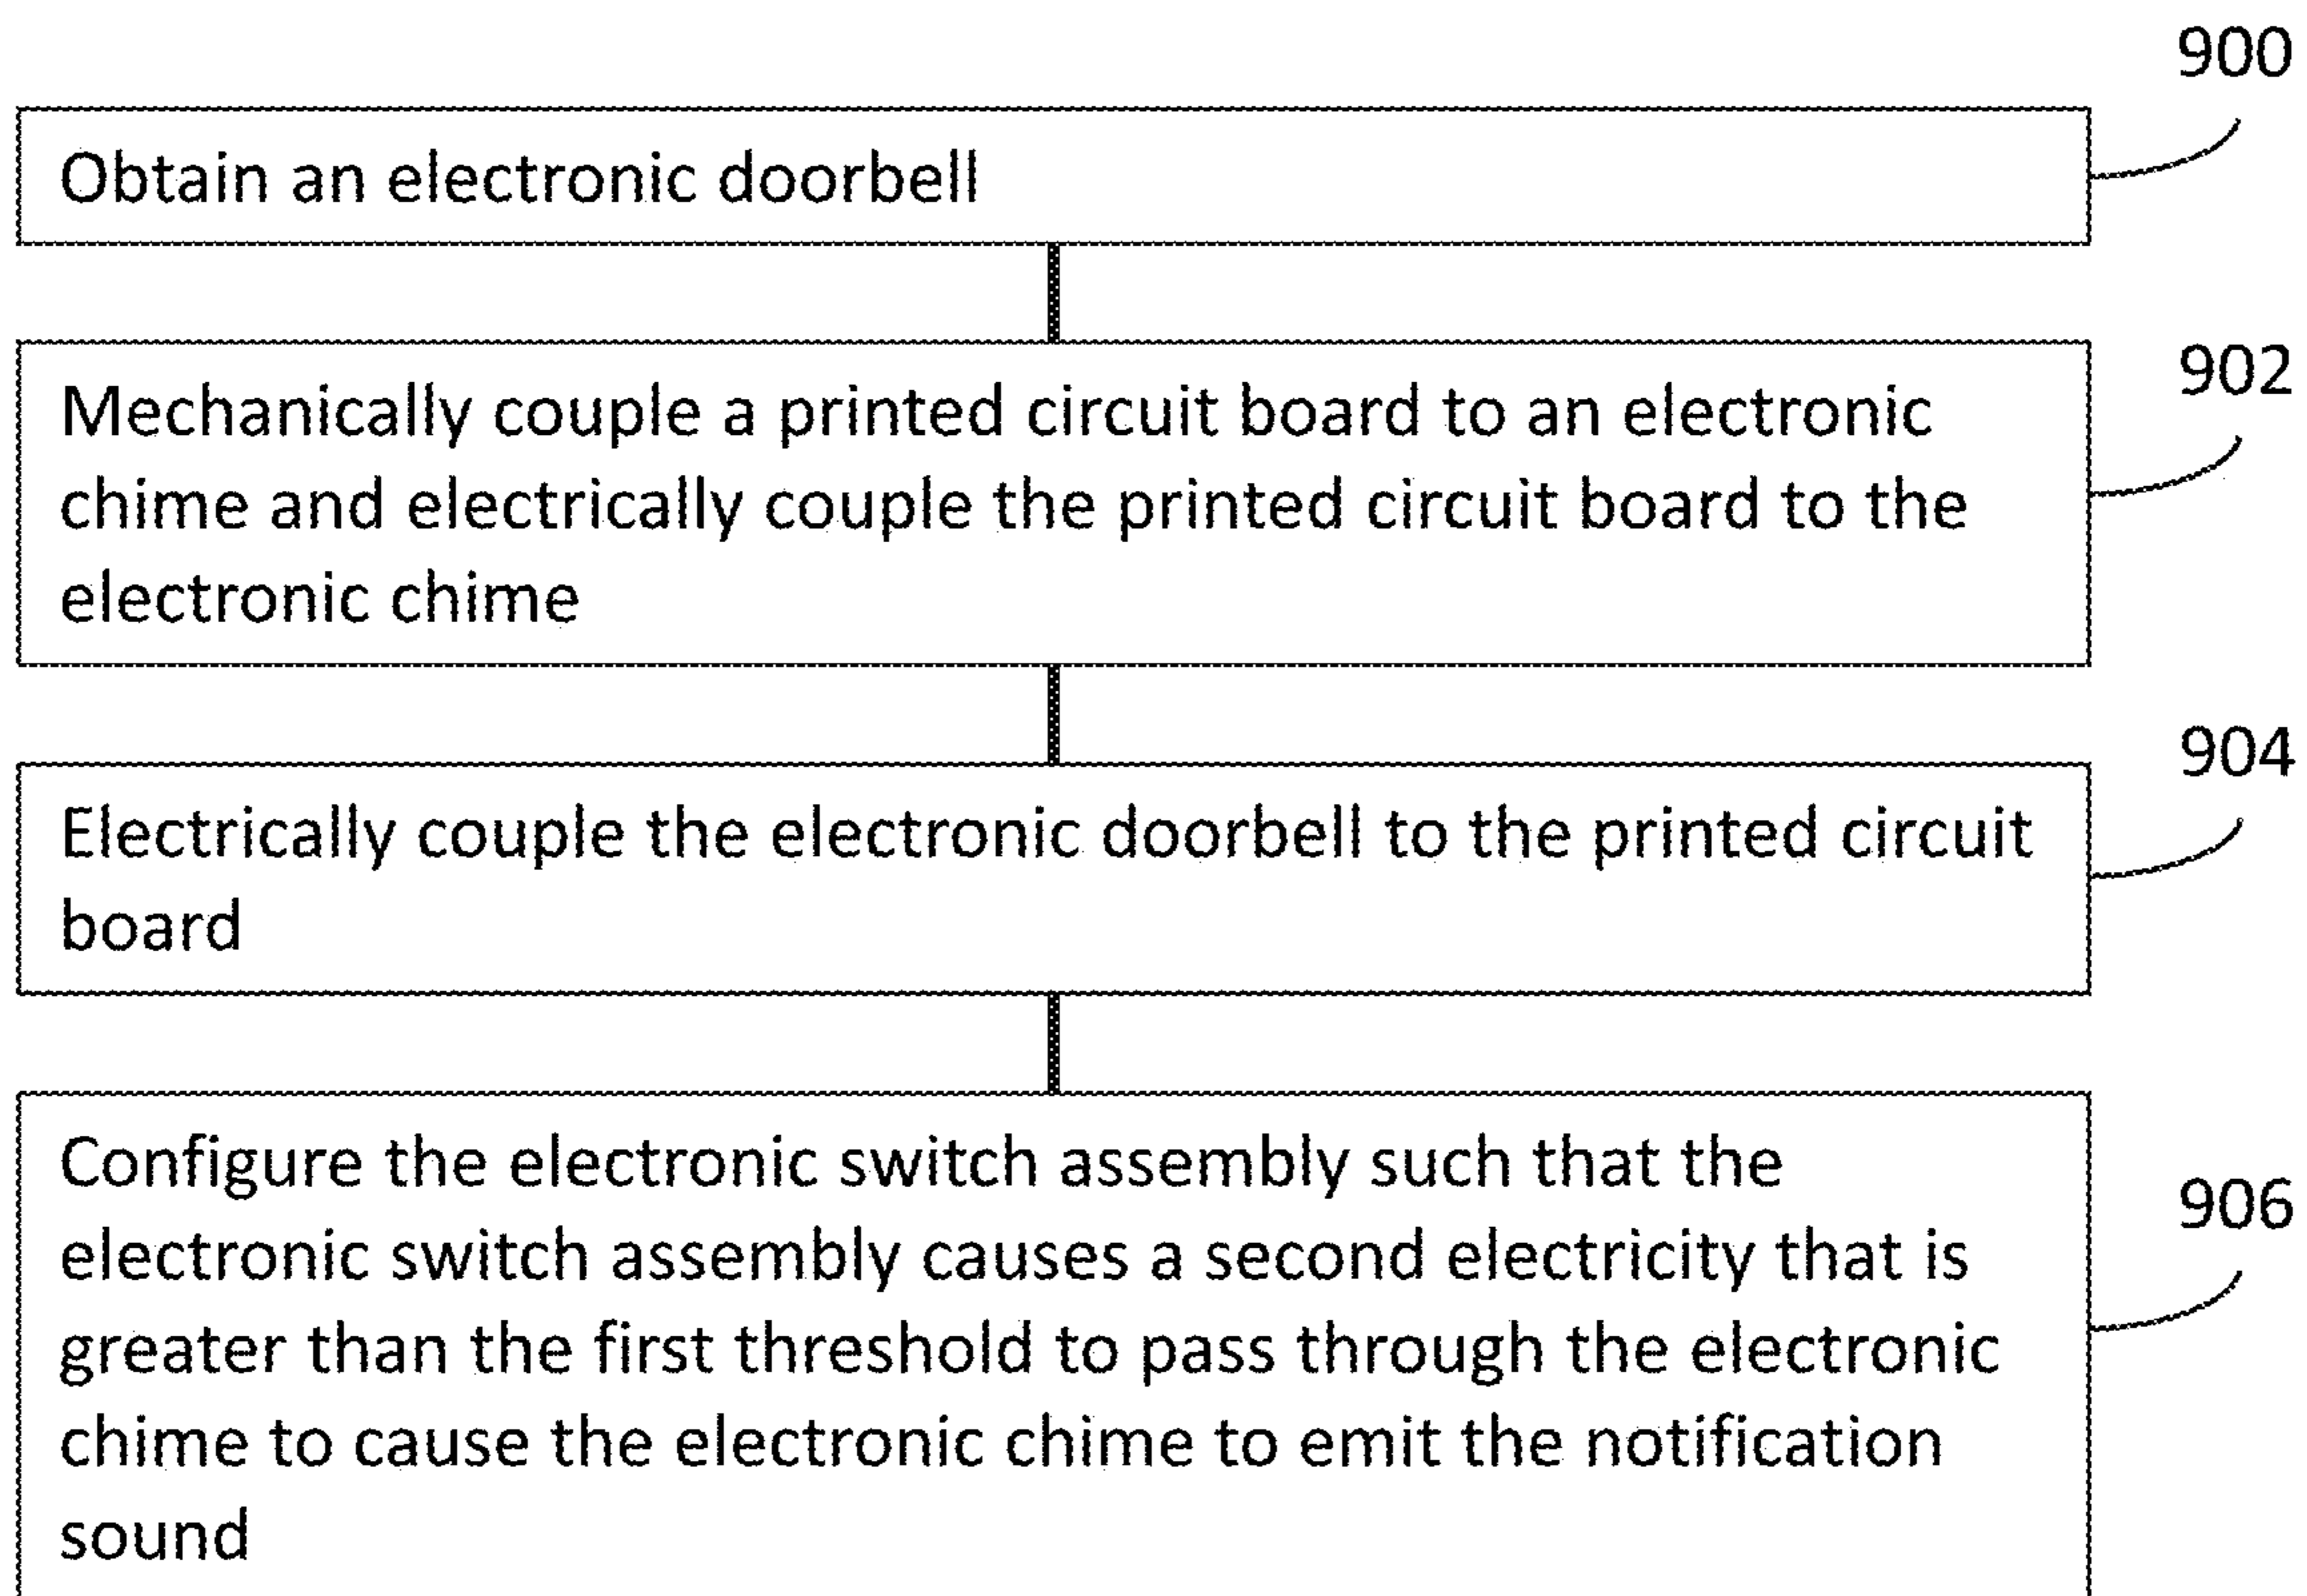 900
Obtain an electronic doorbell
902
Mechanically couple a printed circuit board to an electronic
chime and electrically couple the printed circuit board to the
electronic chime
904
Electrically couple the electronic doorbell to the printed circuit
board
906
Configure the electronic switch assembly such that the
electronic switch assembly causes a second electricity that is
greater than the first threshold to pass through the electronic
chime to cause the electronic chime to emit the notification
sound